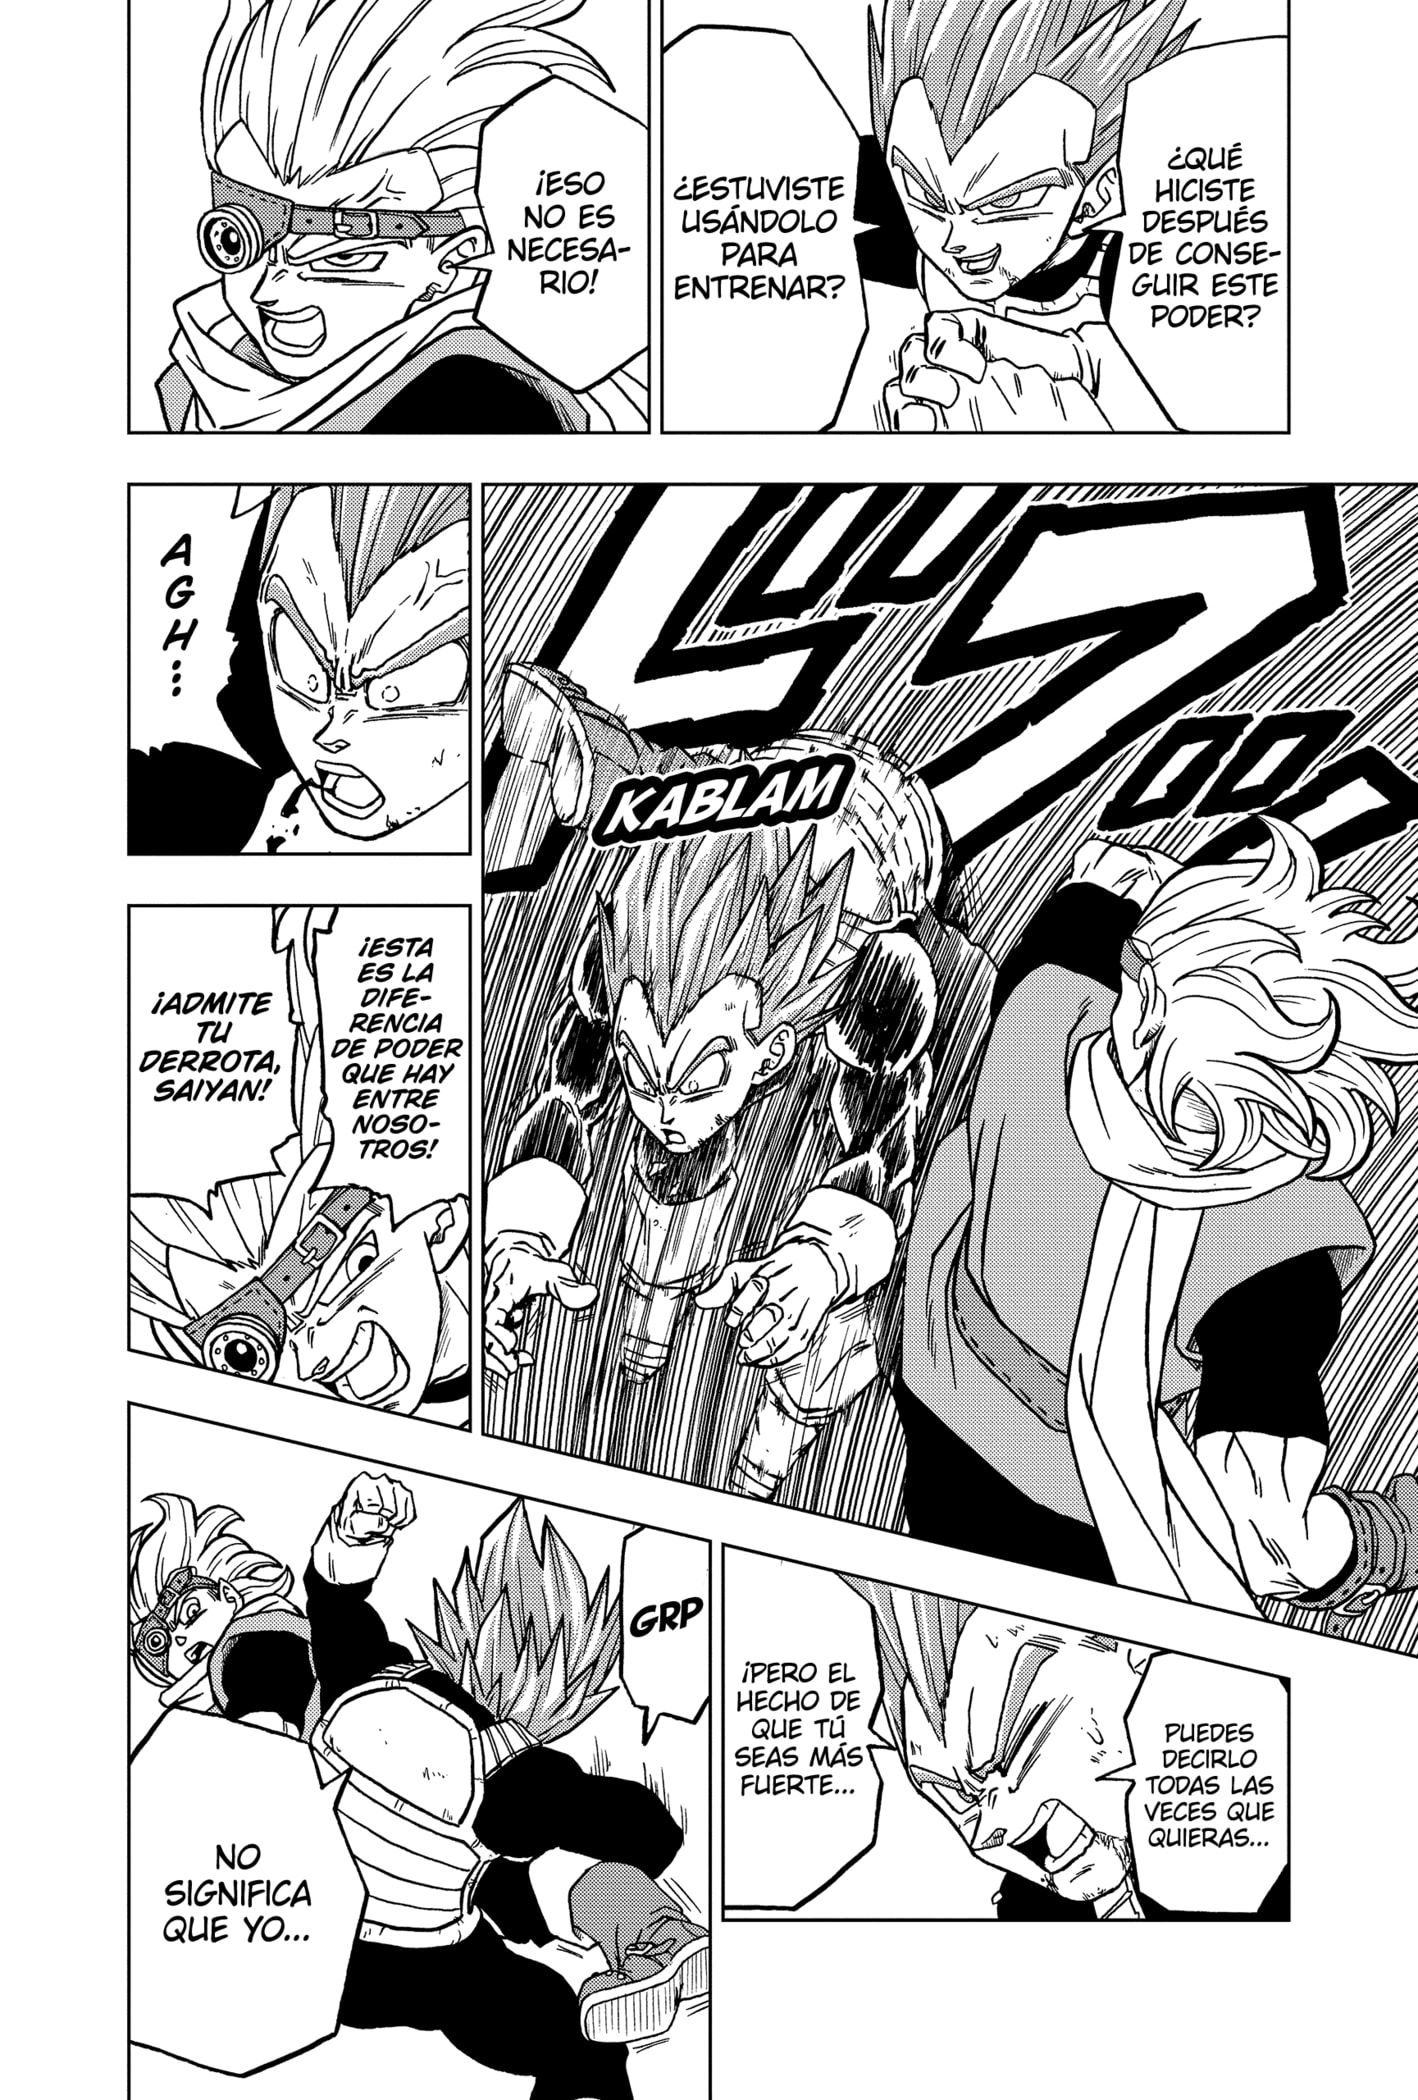 ¿QUÉ
HICISTE
DESPUÉS
DE CONSE-
GUIR ESTE
PODER?
¿ESTUVISTE
USÁNDOLO
PARA
ENTRENAR?
¡ESO
NO ES
NECESA-
RIO!
KABLAM
AGH...
¡ESTA
ES LA
DIFE-
RENCIA
DE PODER
QUE HAY
ENTRE
NOSO-
TROS!
¡ADMITE
TU
DERROTA,
SAIYAN!
PUEDES
DECIRLO
TODAS LAS
VECES QUE
QUIERAS...
¡PERO EL
HECHO DE
QUE TÚ
SEAS MÁS
FUERTE...
GRP
NO
SIGNIFICA
QUE YO...